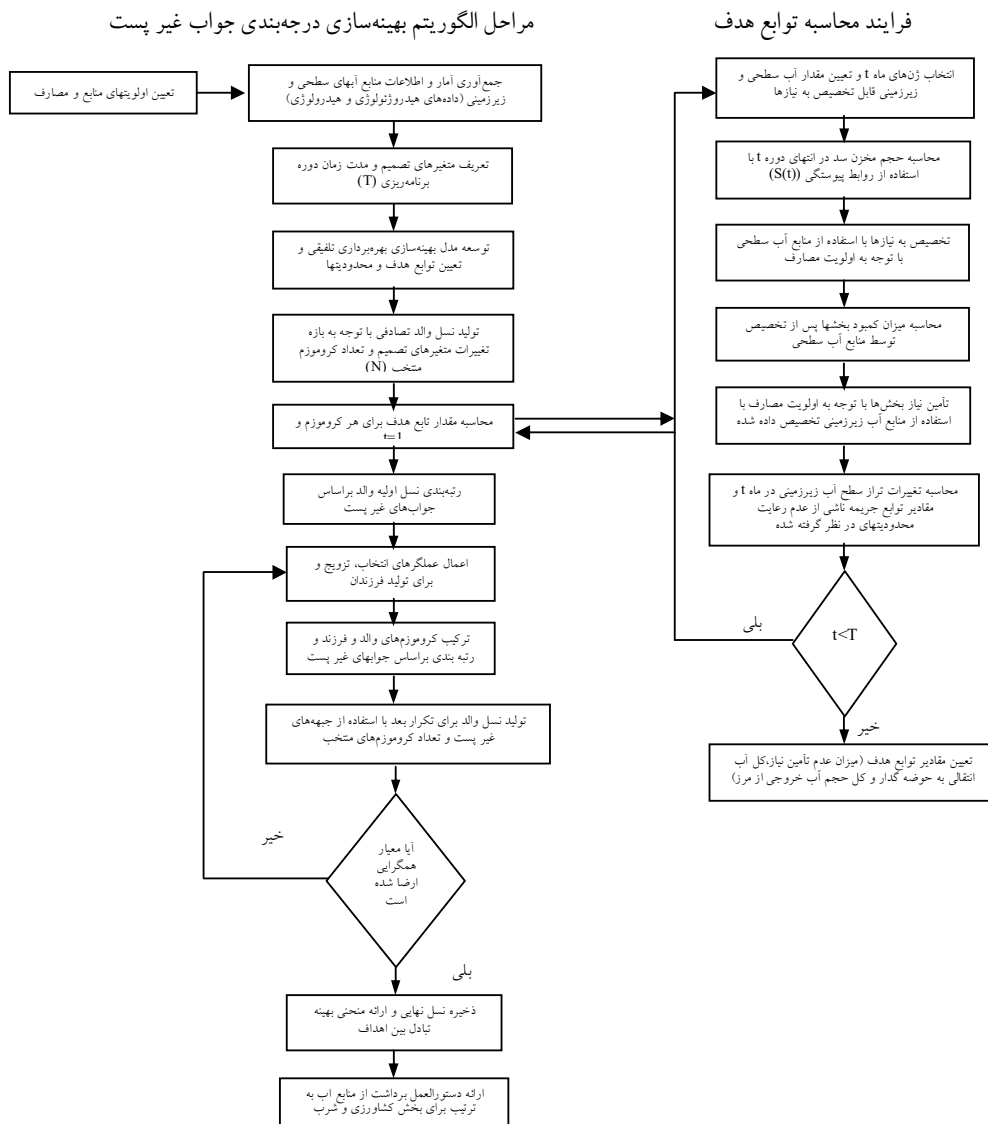 مراحل الگوریتم بهینه‌سازی درجه‌بندی جواب غیر پست
تعیین اولویتهای منابع و مصارف
جمع‌آوری آمار و اطلاعات منابع آبهای سطحی و
زیرزمینی (داده‌های هیدروژئولوژی و هیدرولوژی)
تعریف متغیرهای تصمیم و مدت زمان دوره
برنامه‌ریزی (T)
توسعه مدل بهینه‌سازی بهره‌برداری تلفیقی و
تعیین توابع هدف و محدودیتها
تولید نسل والد تصادفی با توجه به بازه
تغییرات متغیرهای تصمیم و تعداد کروموزم
منتخب (N)
محاسبه مقدار تابع هدف برای هر کروموزم و
t=1
رتبه‌بندی نسل اولیه والد براساس
جواب‌های غیر پست
اعمال عملگرهای انتخاب، تزویج و
برای تولید فرزندان
ترکیب کروموزم‌های والد و فرزند و
رتبه بندی براساس جوابهای غیر پست
تولید نسل والد برای تکرار بعد با استفاده از جبهه‌های
غیر پست و تعداد کروموزم‌های منتخب
خیر
آیا معیار
همگرایی
ارضا شده
است
بلی
ذخیره نسل نهایی و ارائه منحنی بهینه
تبادل بین اهداف
ارائه دستورالعمل برداشت از منابع اب به
ترتیب برای بخش کشاورزی و شرب
فرایند محاسبه توابع هدف
انتخاب ژن‌های ماه t و تعیین مقدار آب سطحی و
زیرزمینی قابل تخصیص به نیازها
محاسبه حجم مخزن سد در انتهای دوره t با
استفاده از روابط پیوستگی (S(t))
تخصیص به نیازها با استفاده از منابع آب سطحی
با توجه به اولویت مصارف
محاسبه میزان کمبود بخشها پس از تخصیص
توسط منابع آب سطحی
تأمین نیاز بخش‌ها با توجه به اولویت مصارف با
استفاده از منابع آب زیرزمینی تخصیص داده شده
محاسبه تغییرات تراز سطح آب زیرزمینی در ماه t و
مقادیر توابع جریمه ناشی از عدم رعایت
محدودیتهای در نظر گرفته شده
بلی
t<T
خیر
تعیین مقادیر توابع هدف (میزان عدم تأمین نیاز،کل آب
انتقالی به حوضه گدار و کل حجم آب خروجی از مرز)